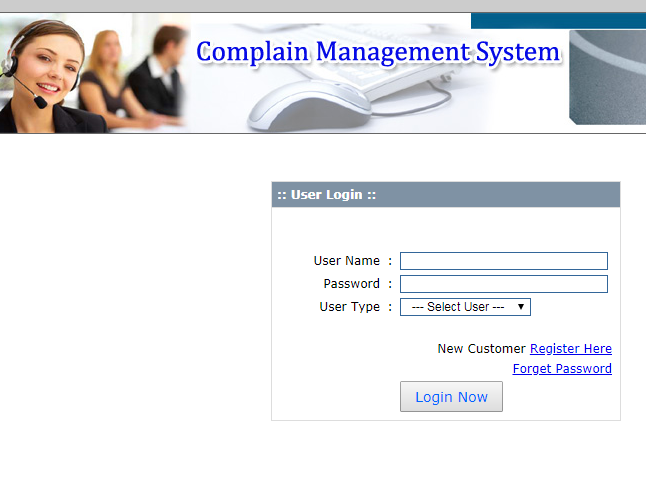 Complain Management System
:: User Login ::
User Name :
Password :
User Type : --- Select User ---
New Customer Register Here
Forget Password
Login Now